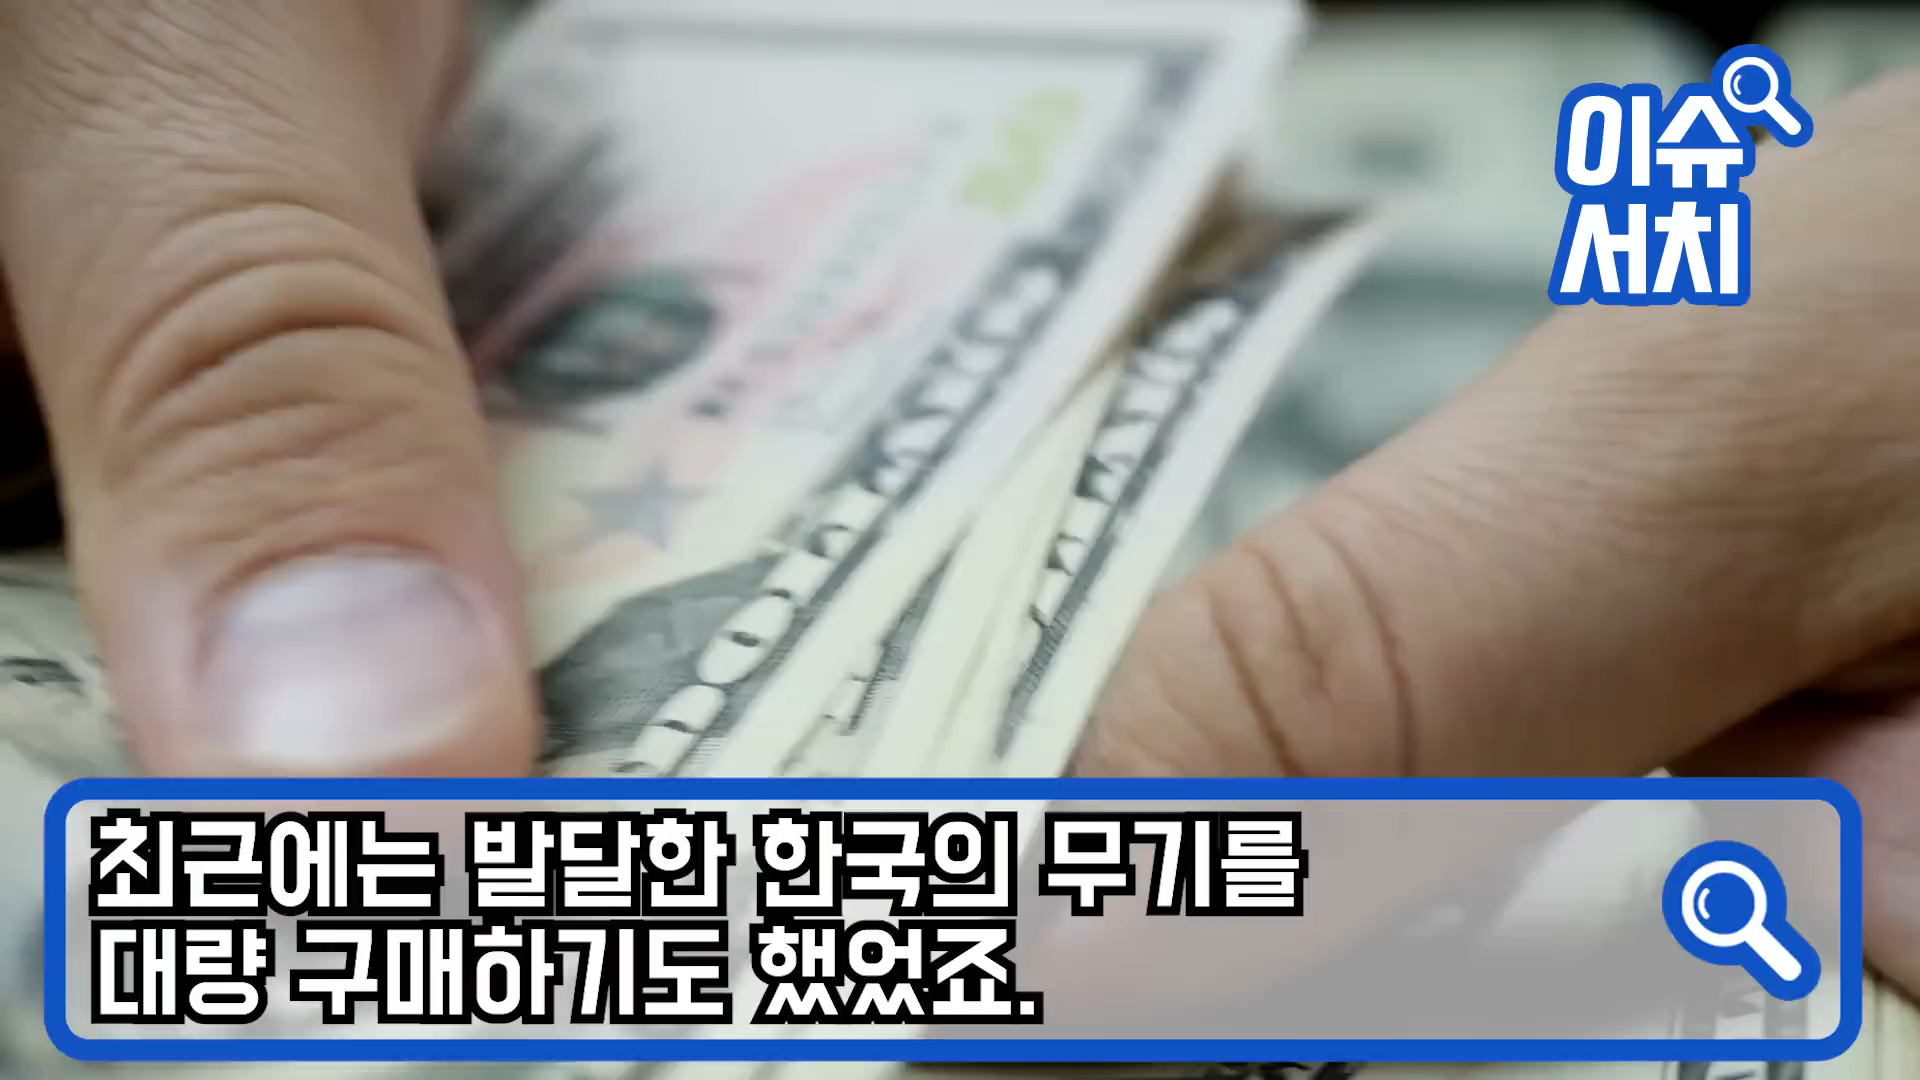 이슈
서치
최근에는 발달한 한국의 무기를
대량 구매하기도 했었죠.